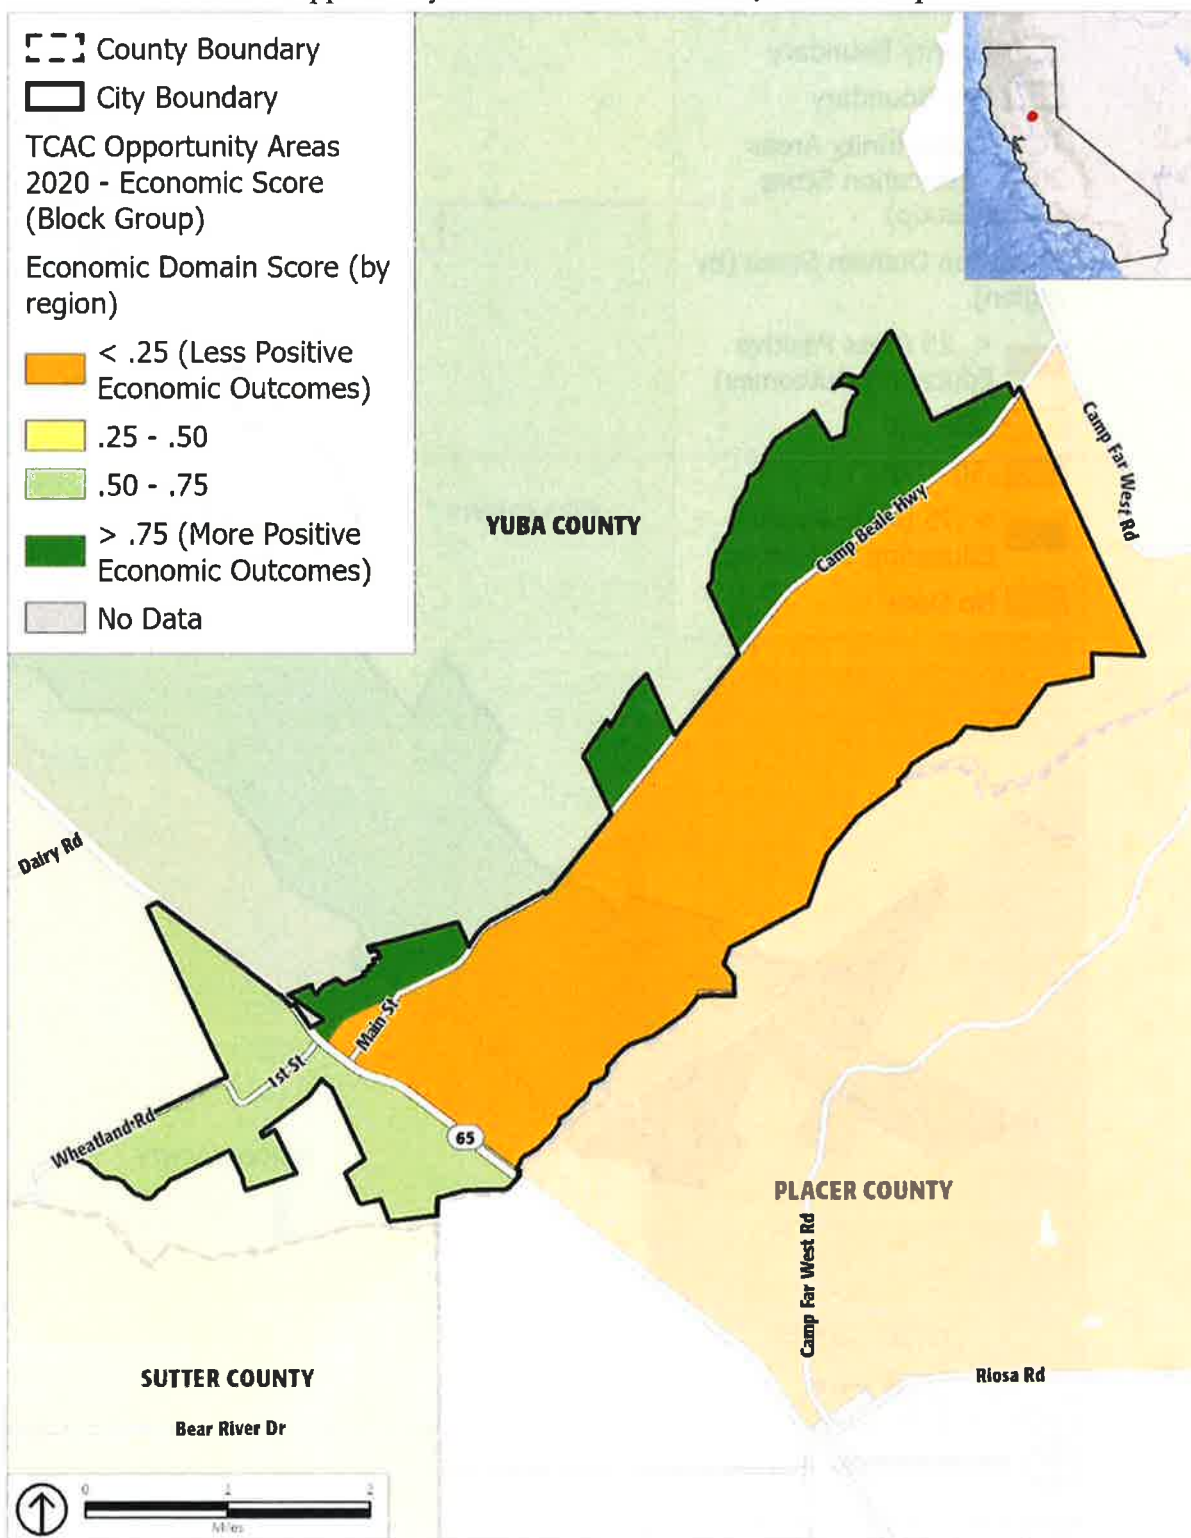 County Boundary
City Boundary
TCAC Opportunity Areas
2020 - Economic Score
(Block Group)
Economic Domain Score (by
region)
< .25 (Less Positive
Economic Outcomes)
.25 - .50
.50 - .75
> .75 (More Positive
Economic Outcomes)
No Data
YUBA COUNTY
Camp Far West Rd
Camp Beale Hwy
Dairy Rd
Main St
1st St
Wheatland Rd
65
PLACER COUNTY
Camp Far West Rd
SUTTER COUNTY
Riosa Rd
Bear River Dr
0 1 2
Miles